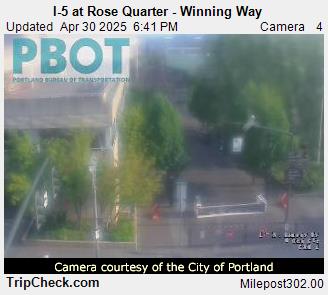 I-5 at Rose Quarter - Winning Way
Updated Apr 30 2025 6:41 PM Camera 4
PBOT
PORTLAND BUREAU OF TRANSPORTATION
Camera courtesy of the City of Portland
TripCheck.com Milepost302.00